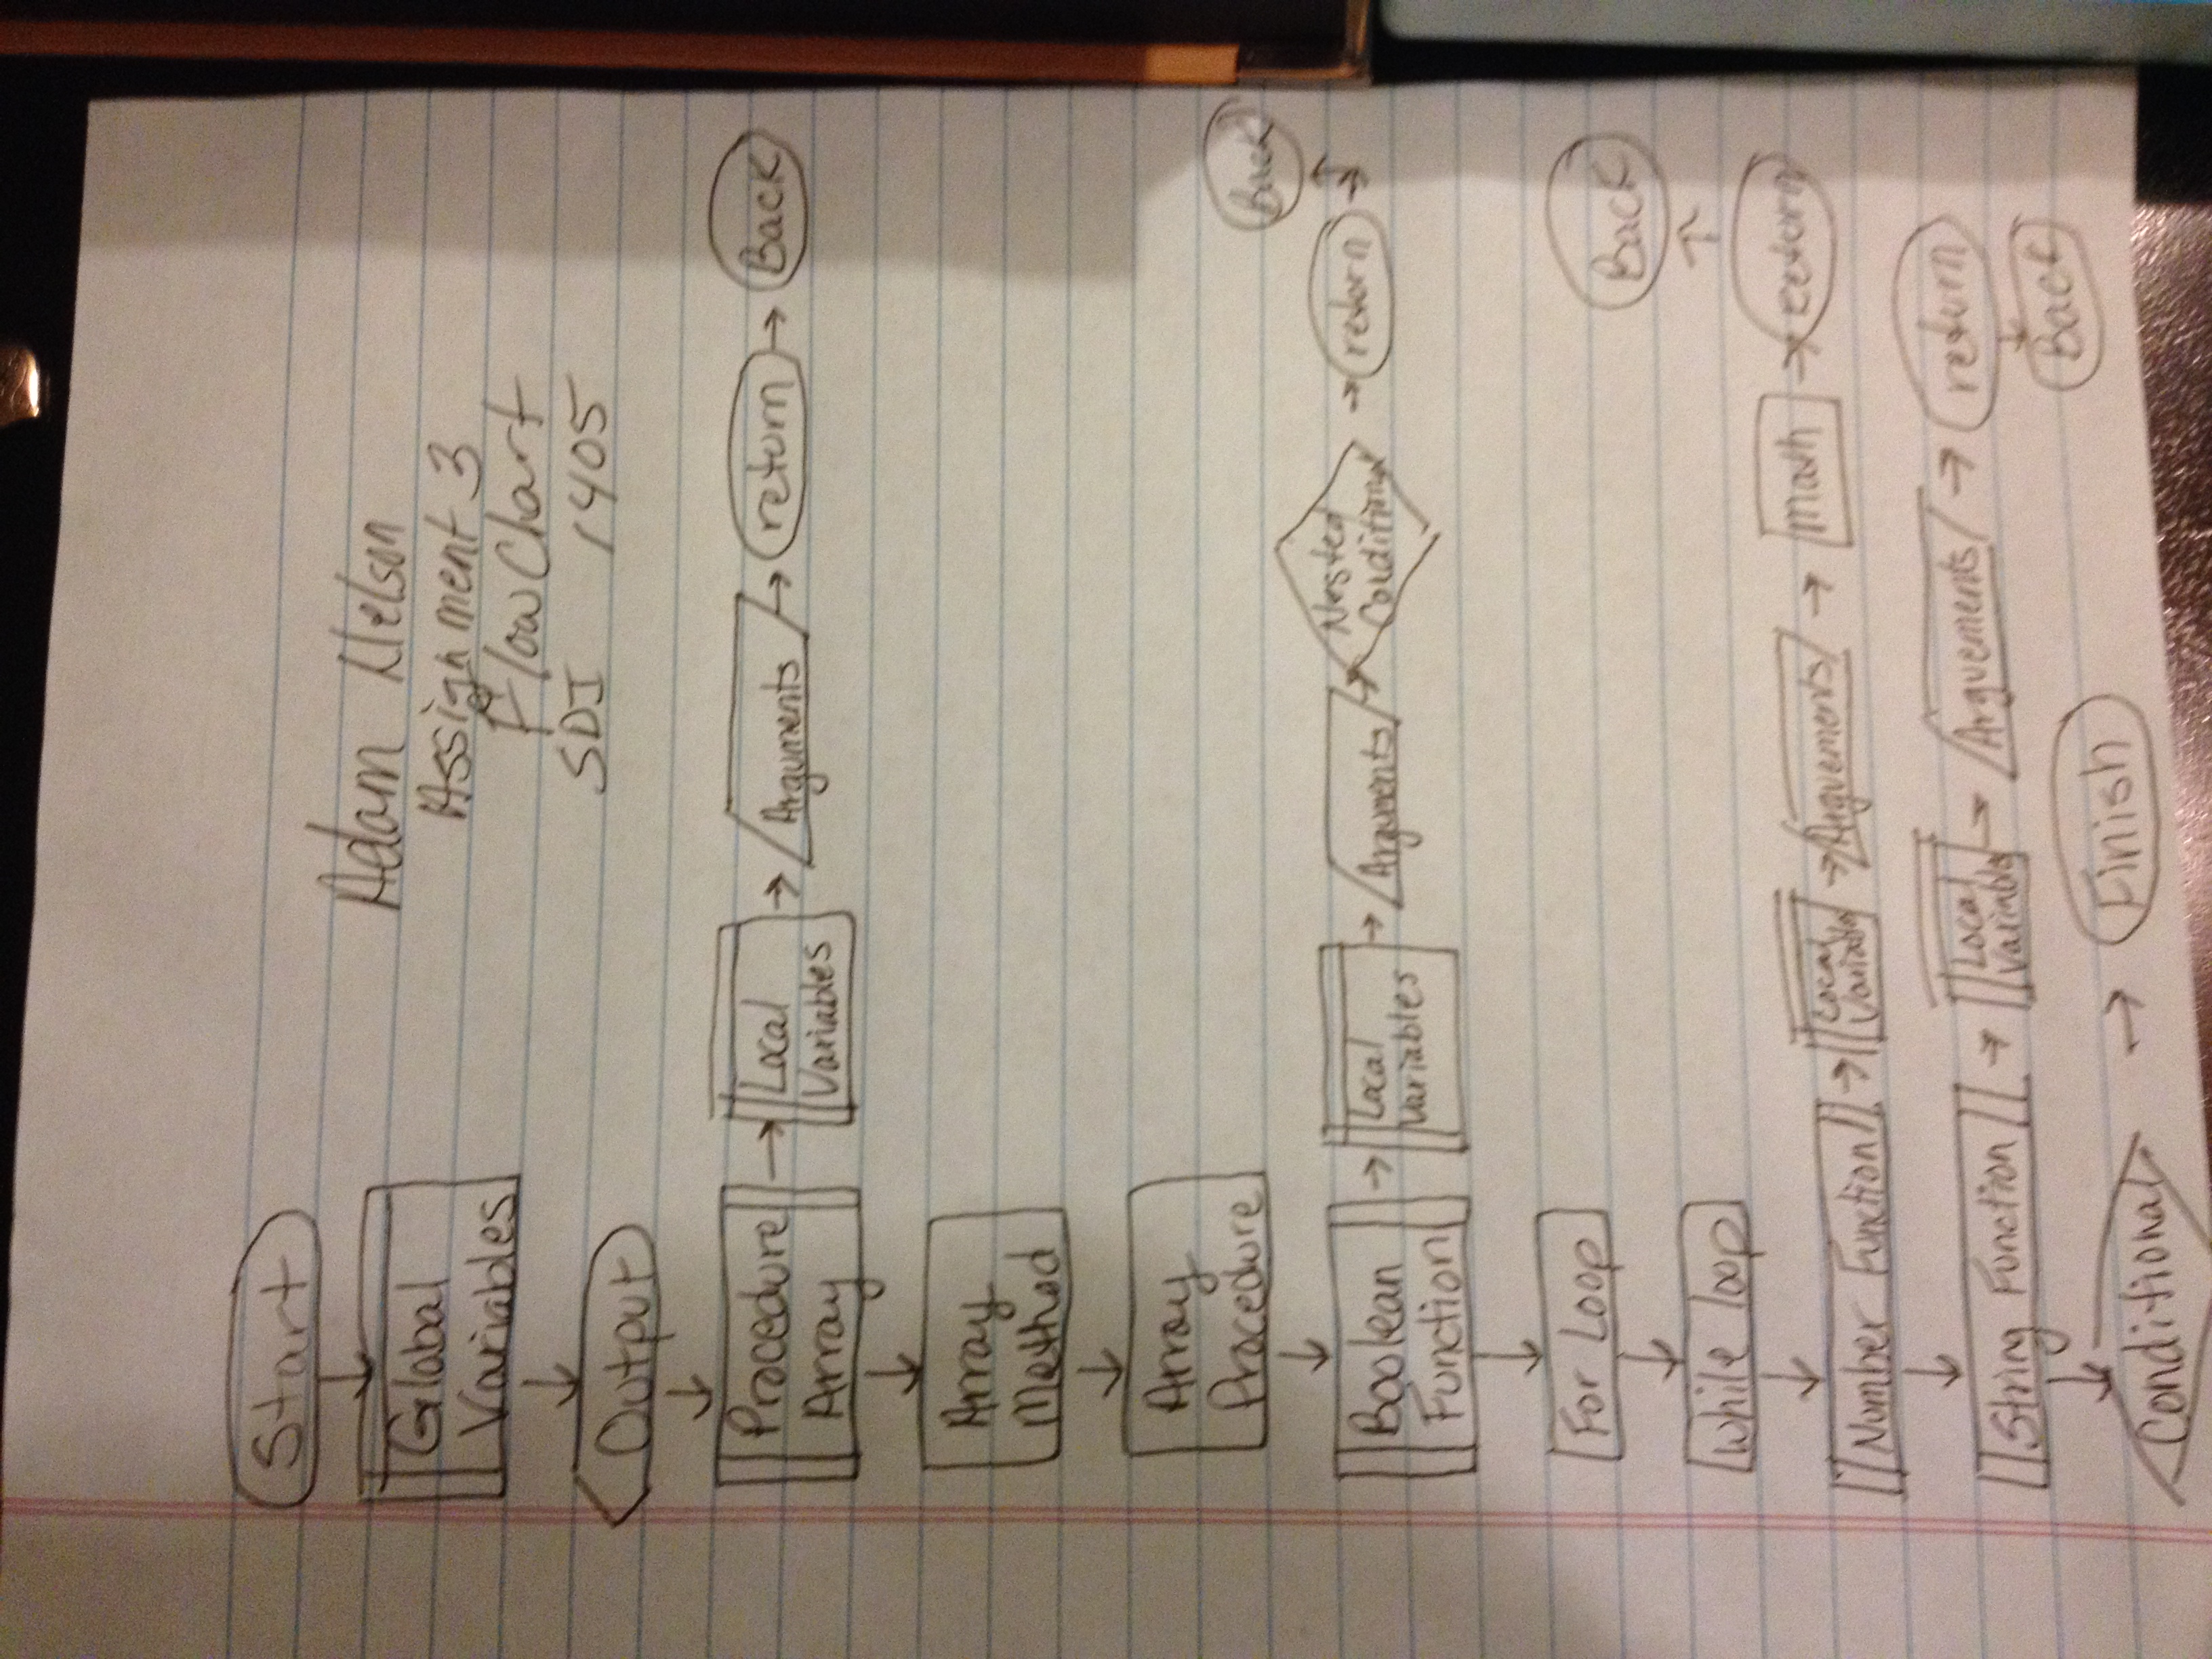 Start
Adam Nelson
Global
Variables
Assignment 3
FlowChart
SDI 1405
Output
Procedure
Array
Local
Variables
Arguments
return
Back
Array
Method
Array
Procedure
Boolean
Function
Local
Variables
Arguments
Nested
Conditional
return
Back
For Loop
While loop
Number Function
Local
Variable
Arguements
math
return
Back
String Function
Local
Variable
Arguements
return
Back
Conditional
Finish